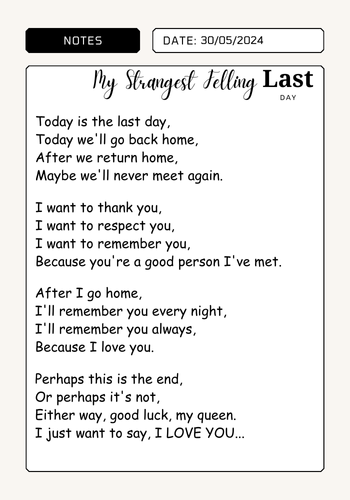 NOTES
DATE: 30/05/2024
My Strangest Felling Last
DAY
Today is the last day,
Today we'll go back home,
After we return home,
Maybe we'll never meet again.
I want to thank you,
I want to respect you,
I want to remember you,
Because you're a good person I've met.
After I go home,
I'll remember you every night,
I'll remember you always,
Because I love you.
Perhaps this is the end,
Or perhaps it's not,
Either way, good luck, my queen.
I just want to say, I LOVE YOU...